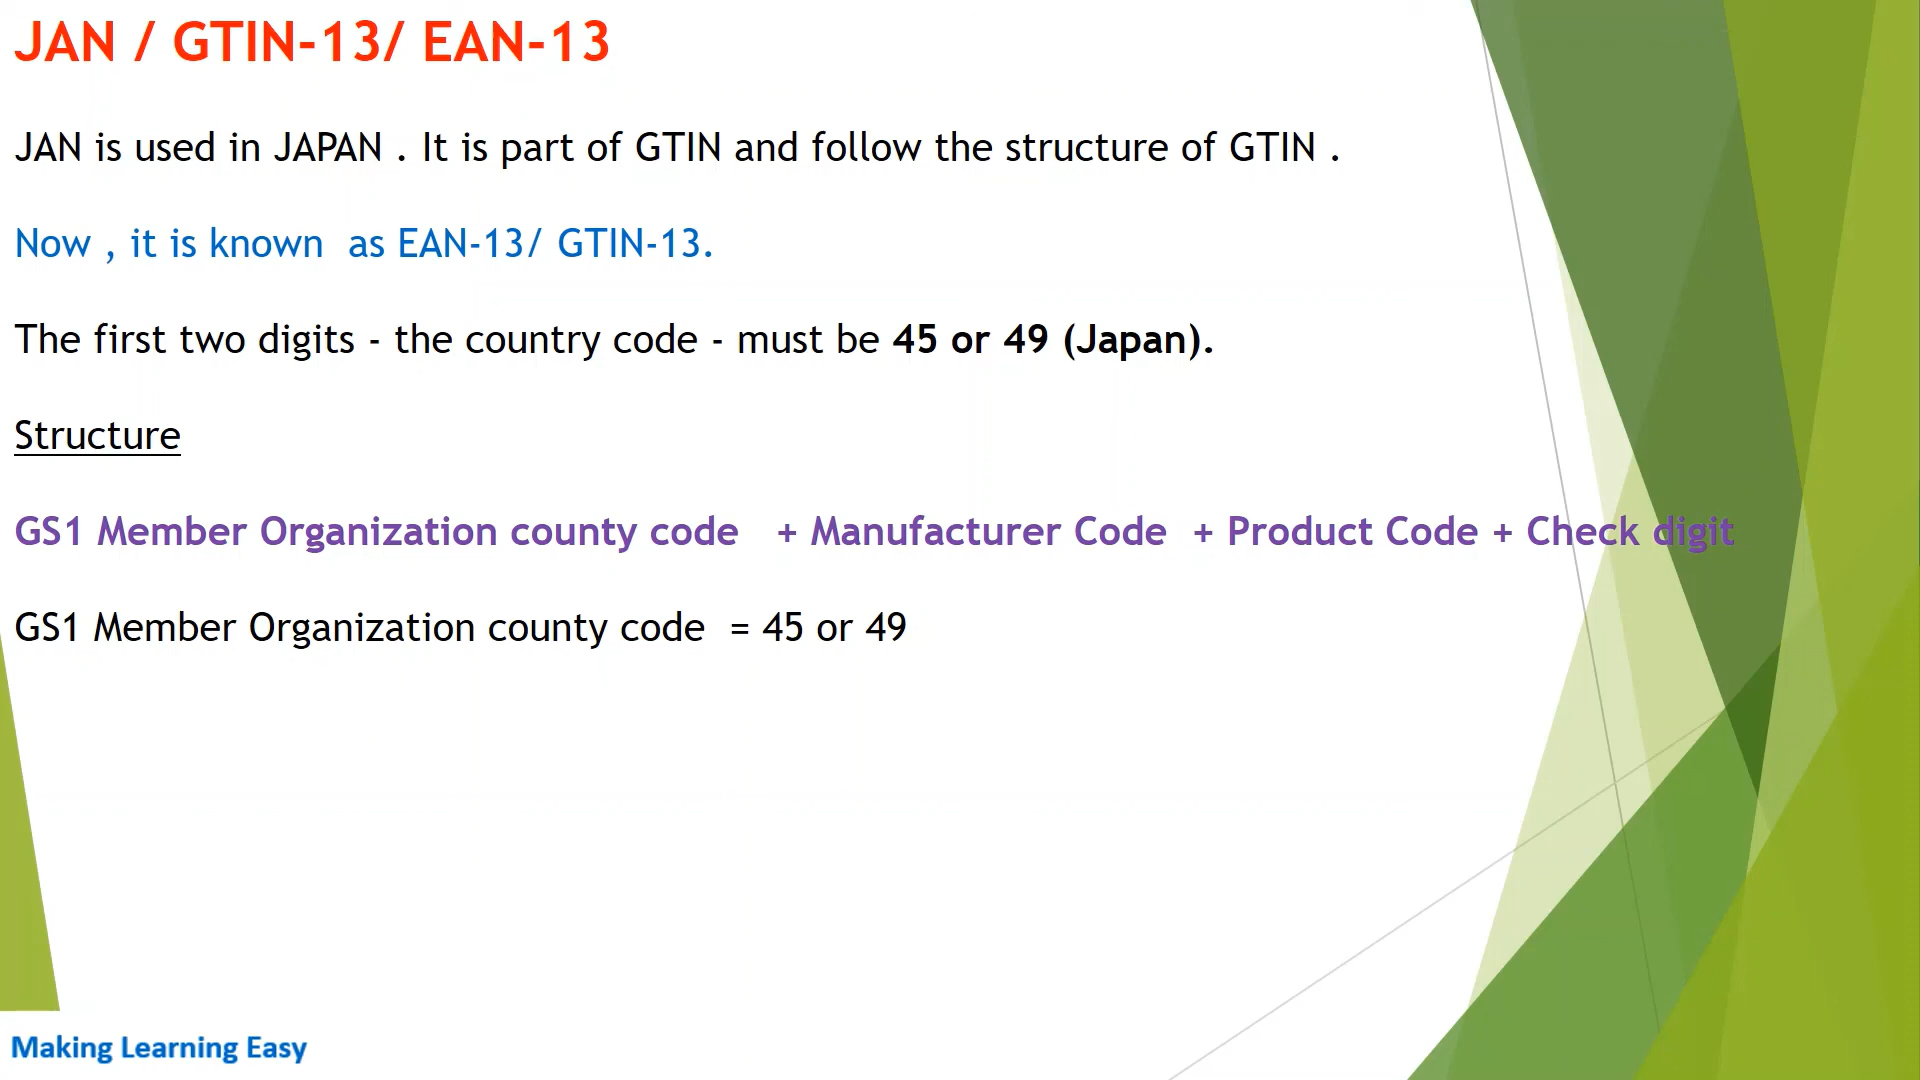 JAN / GTIN-13/ EAN-13
JAN is used in JAPAN . It is part of GTIN and follow the structure of GTIN .
Now , it is known  as EAN-13/ GTIN-13.
The first two digits - the country code - must be 45 or 49 (Japan).
Structure
GS1 Member Organization county code   + Manufacturer Code  + Product Code + Check digit
GS1 Member Organization county code  = 45 or 49
Making Learning Easy